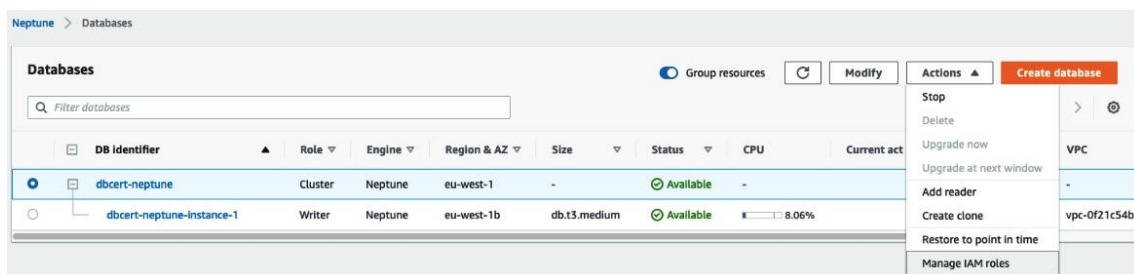 Neptune > Databases
Databases
Group resources
Modify
Actions
Create database
Filter databases
Stop
Delete
Upgrade now
Upgrade at next window
Add reader
Create clone
Restore to point in time
Manage IAM roles
DB identifier Role Engine Region & AZ Size Status CPU Current act VPC
dbcert-neptune Cluster Neptune eu-west-1 - Available - -
dbcert-neptune-instance-1 Writer Neptune eu-west-1b db.t3.medium Available 8.06% vpc-0f21c54b